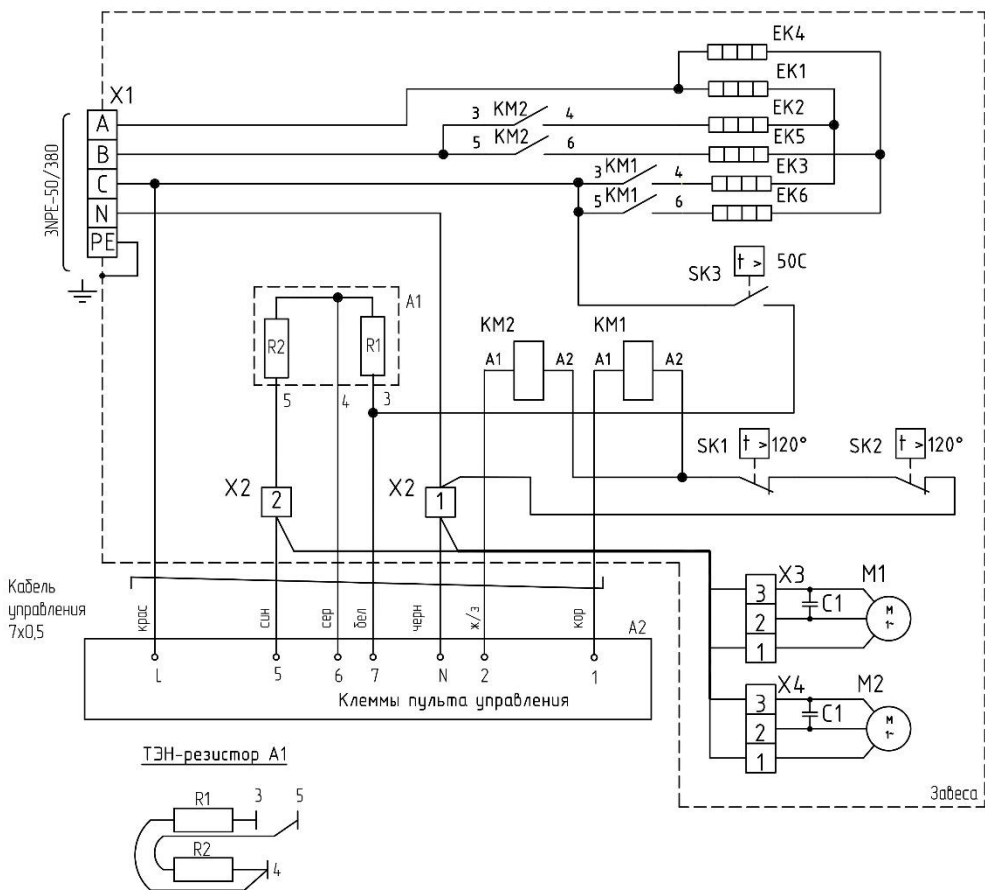 EK4
X1
EK1
A
3 KM2 4
EK2
B
5 KM2 6
EK5
C
3 KM1 4
EK3
N
5 KM1 6
EK6
PE
3NPE-50/380
SK3
t >
50C
A1
R2
R1
5
4
3
KM2
KM1
A1
A2
A1
A2
SK1
t >
120°
SK2
t >
120°
X2
2
X2
1
Кабель
управления
7x0,5
крас
син
сер
бел
черн
ж/з
кор
A2
L
5
6
7
N
2
1
Клеммы пульта управления
X3
M1
3
C1
2
M
1~
1
X4
M2
3
C1
2
M
1~
1
Завеса
ТЭН-резистор А1
R1
3
5
R2
4